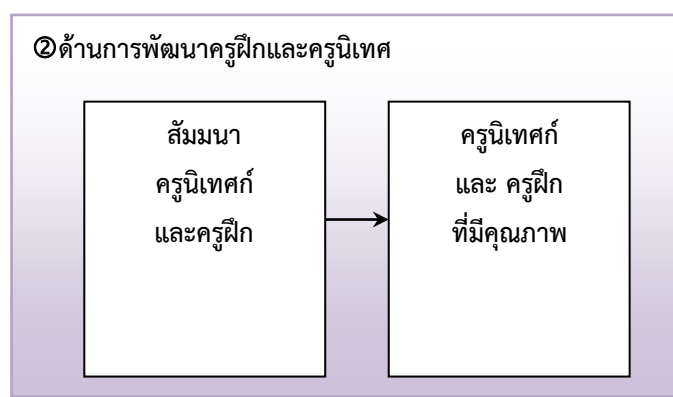 ②ด้านการพัฒนาครูฝึกและครูนิเทศ
สัมมนา
ครูนิเทศก์
และครูฝึก
ครูนิเทศก์
และ ครูฝึก
ที่มีคุณภาพ